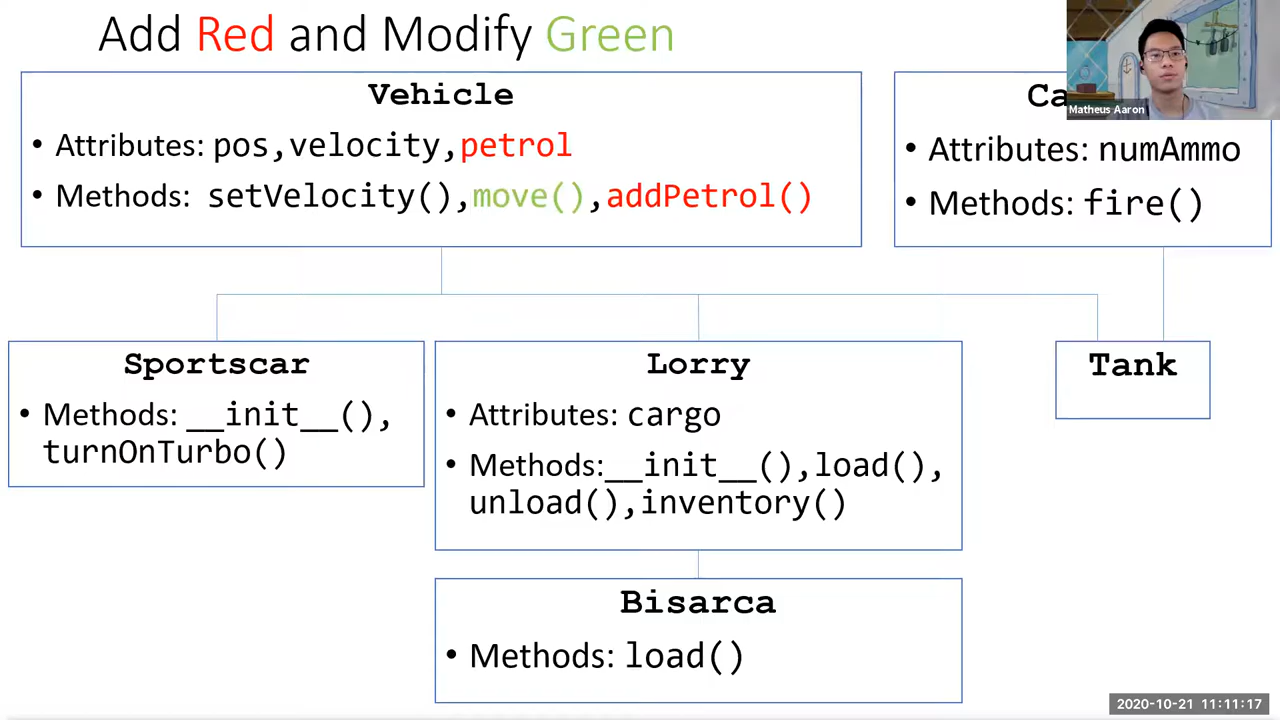 Add Red and Modify Green
Vehicle
• Attributes: pos,velocity,petrol
• Methods: setVelocity(),move(),addPetrol()
Ca
• Attributes: numAmmo
• Methods: fire()
Matheus Aaron
Sportscar
• Methods: __init__(),
turnOnTurbo()
Lorry
• Attributes: cargo
• Methods:__init__(),load(),
unload(),inventory()
Tank
Bisarca
• Methods: load()
2020-10-21 11:11:17